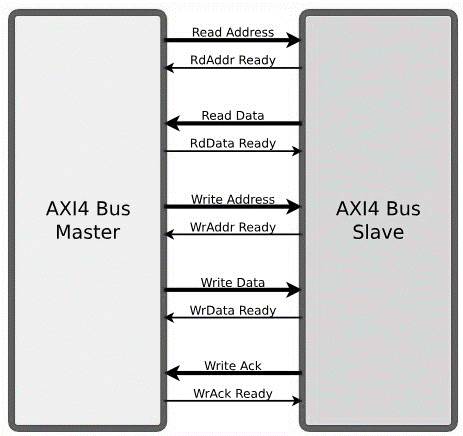 Read Address
RdAddr Ready
Read Data
RdData Ready
Write Address
WrAddr Ready
Write Data
WrData Ready
Write Ack
WrAck Ready
AXI4 Bus
Master
AXI4 Bus
Slave